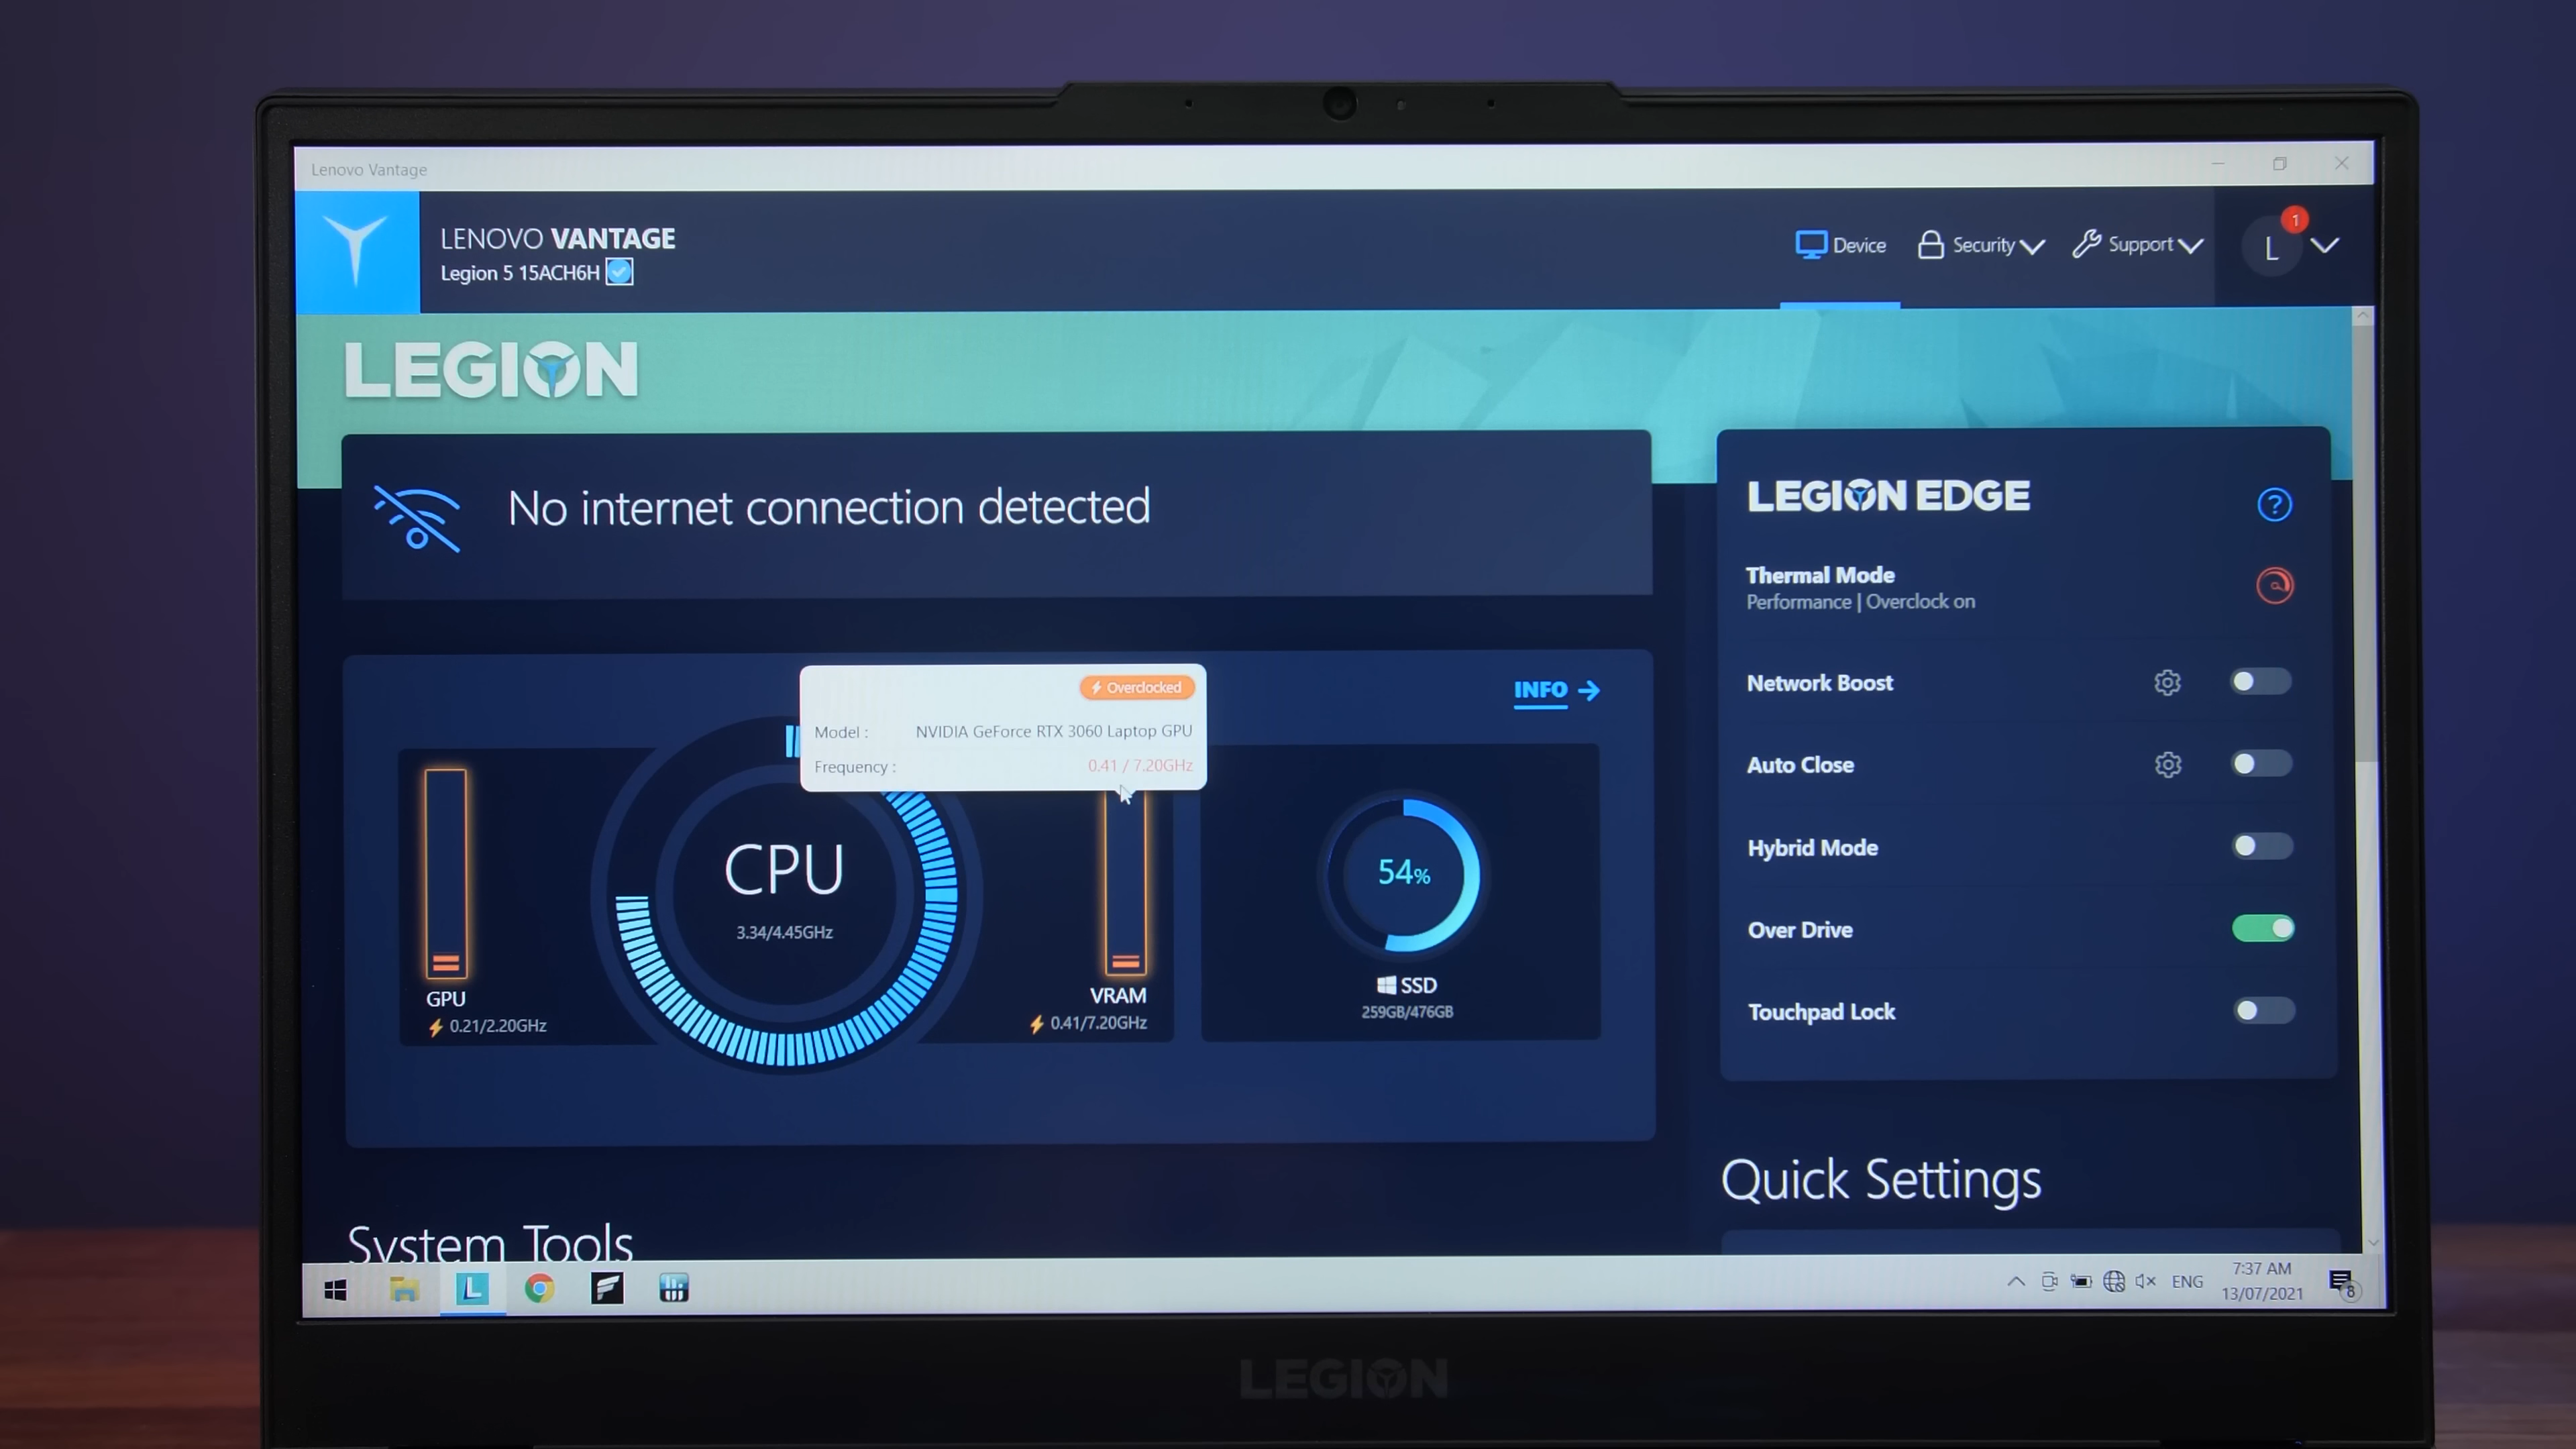 Lenovo Vantage
LENOVO VANTAGE
Legion 5 15ACH6H
Device
Security
Support
L
1
LEGION
No internet connection detected
LEGION EDGE
?
Thermal Mode
Performance | Overclock on
Network Boost
Auto Close
Hybrid Mode
Over Drive
Touchpad Lock
INFO
Overclocked
Model : NVIDIA GeForce RTX 3060 Laptop GPU
Frequency : 0.41 / 7.20GHz
CPU
3.34/4.45GHz
GPU
0.21/2.20GHz
VRAM
0.41/7.20GHz
54%
SSD
259GB/476GB
Quick Settings
System Tools
L
ENG
7:37 AM
13/07/2021
8
LEGION